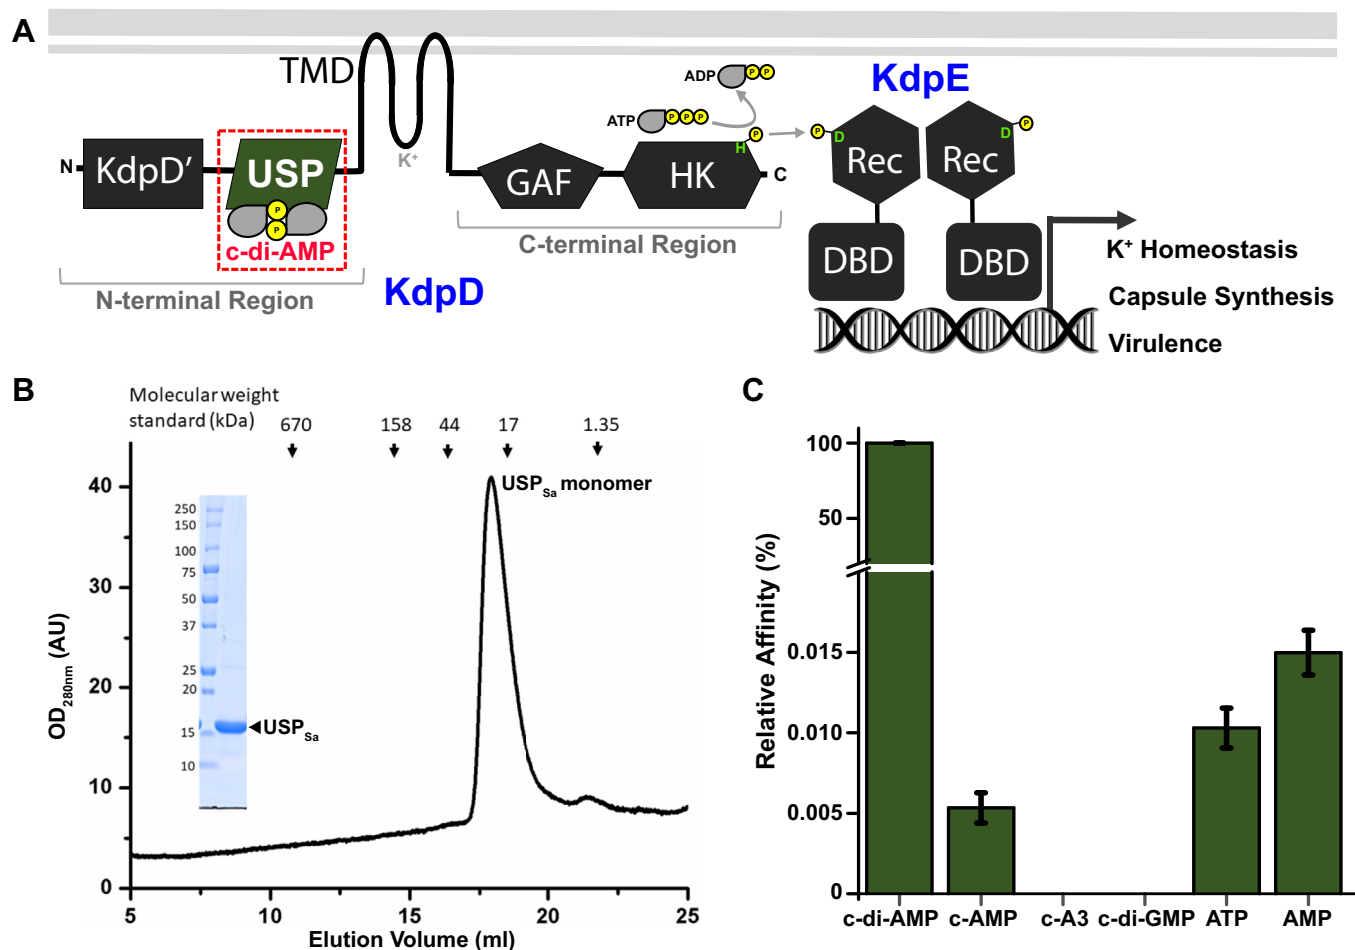 A
TMD
KdpE
ADP
P P
ATP
P P P
P
P
P
H
D
D
N
KdpD′
USP
K⁺
GAF
HK
C
Rec
Rec
P
P
c-di-AMP
C-terminal Region
DBD
DBD
K⁺ Homeostasis
Capsule Synthesis
Virulence
N-terminal Region
KdpD
B
Molecular weight
standard (kDa)
670
158
44
17
1.35
USP_Sa monomer
40
30
20
10
0
OD_280nm (AU)
250
150
100
75
50
37
25
20
15
10
USP_Sa
5
10
15
20
25
Elution Volume (ml)
C
100
50
0.015
0.010
0.005
0
Relative Affinity (%)
c-di-AMP
c-AMP
c-A3
c-di-GMP
ATP
AMP